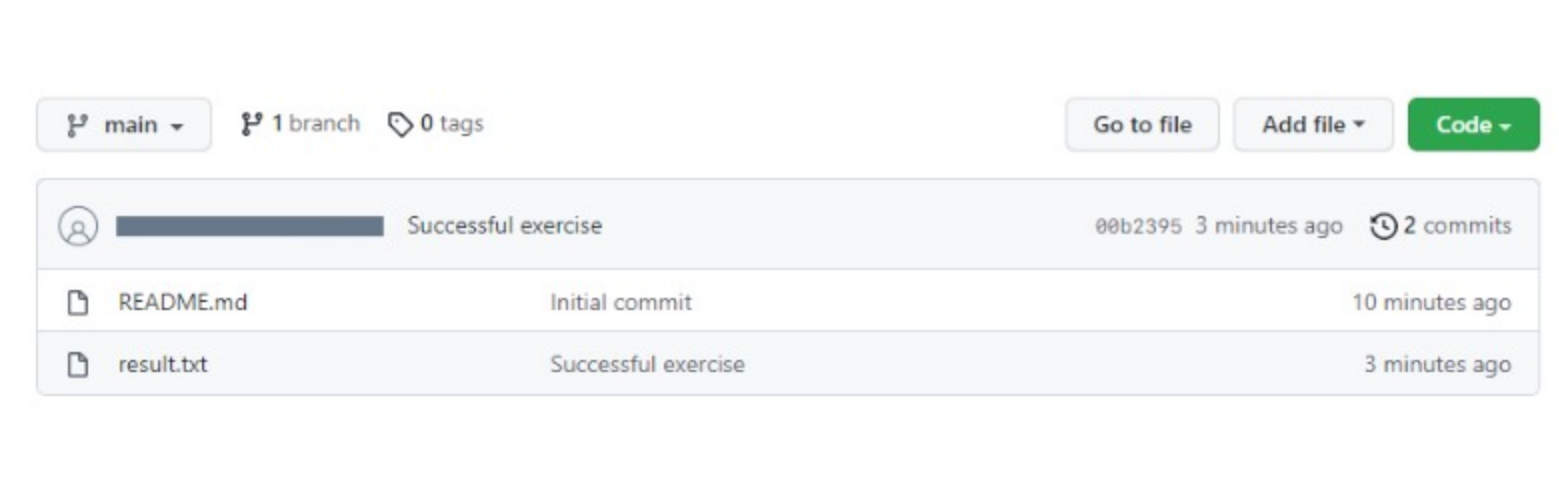 main 1 branch 0 tags Go to file Add file Code
Successful exercise 00b2395 3 minutes ago 2 commits
README.md Initial commit 10 minutes ago
result.txt Successful exercise 3 minutes ago